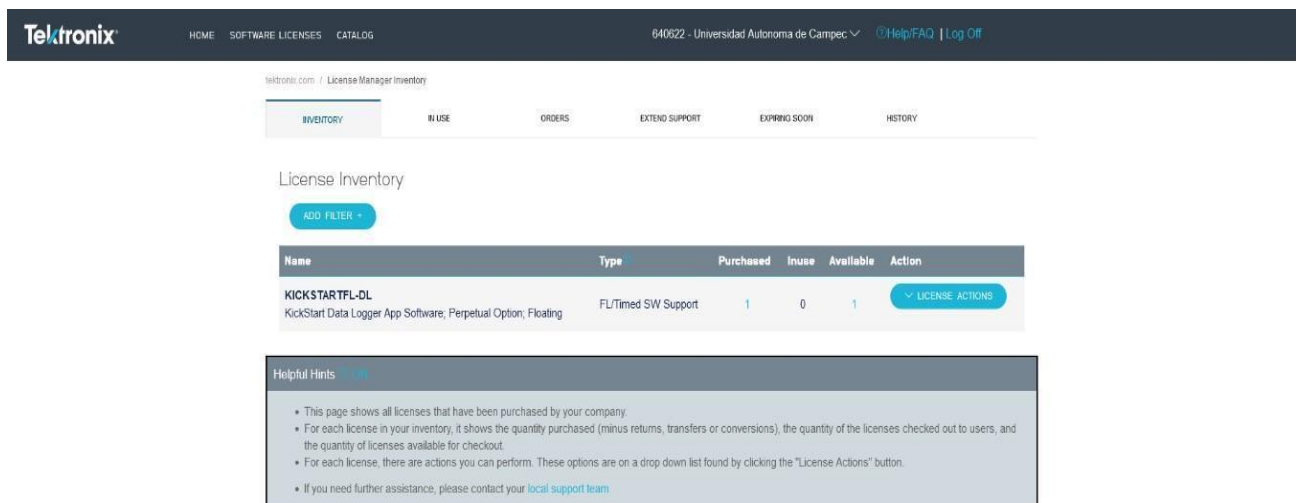 Tektronix
HOME SOFTWARE LICENSES CATALOG
640622 - Universidad Autonoma de Campec
Help/FAQ | Log Off
tektronix.com / License Manager Inventory
INVENTORY IN USE ORDERS EXTEND SUPPORT EXPIRING SOON HISTORY
License Inventory
ADD FILTER +
Name Type Purchased Inuse Available Action
KICKSTARTFL-DL
KickStart Data Logger App Software; Perpetual Option; Floating
FL/Timed SW Support 1 0 1 LICENSE ACTIONS
Helpful Hints
• This page shows all licenses that have been purchased by your company.
• For each license in your inventory, it shows the quantity purchased (minus returns, transfers or conversions), the quantity of the licenses checked out to users, and
the quantity of licenses available for checkout.
• For each license, there are actions you can perform. These options are on a drop down list found by clicking the "License Actions" button.
• If you need further assistance, please contact your local support team